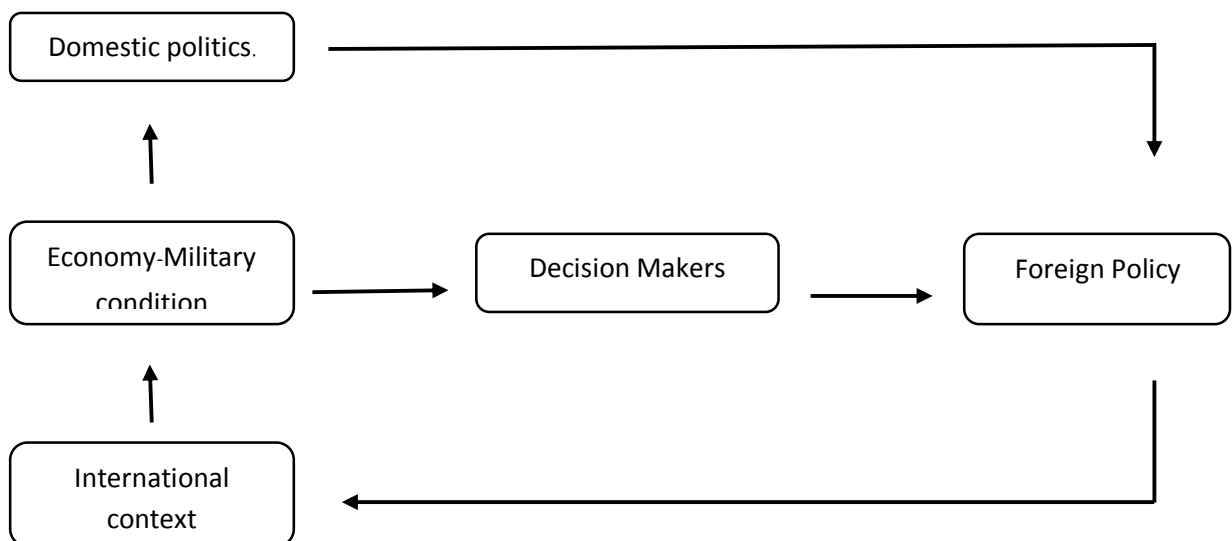 Domestic politics.
Economy-Military
condition
Decision Makers
Foreign Policy
International
context